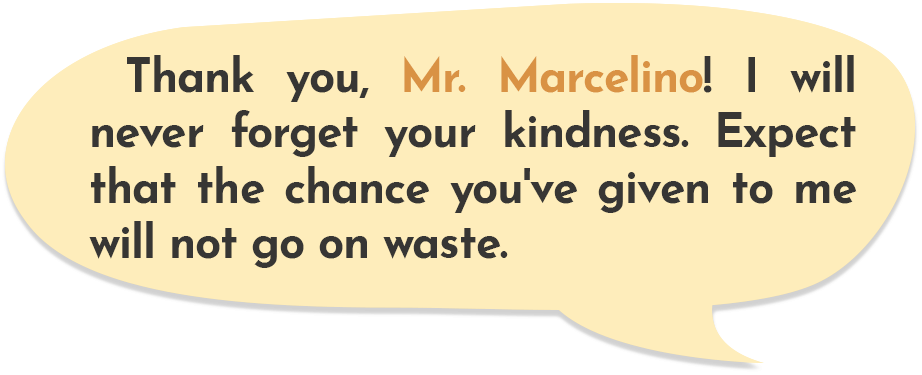 Thank you, Mr. Marcelino! I will
never forget your kindness. Expect
that the chance you've given to me
will not go on waste.